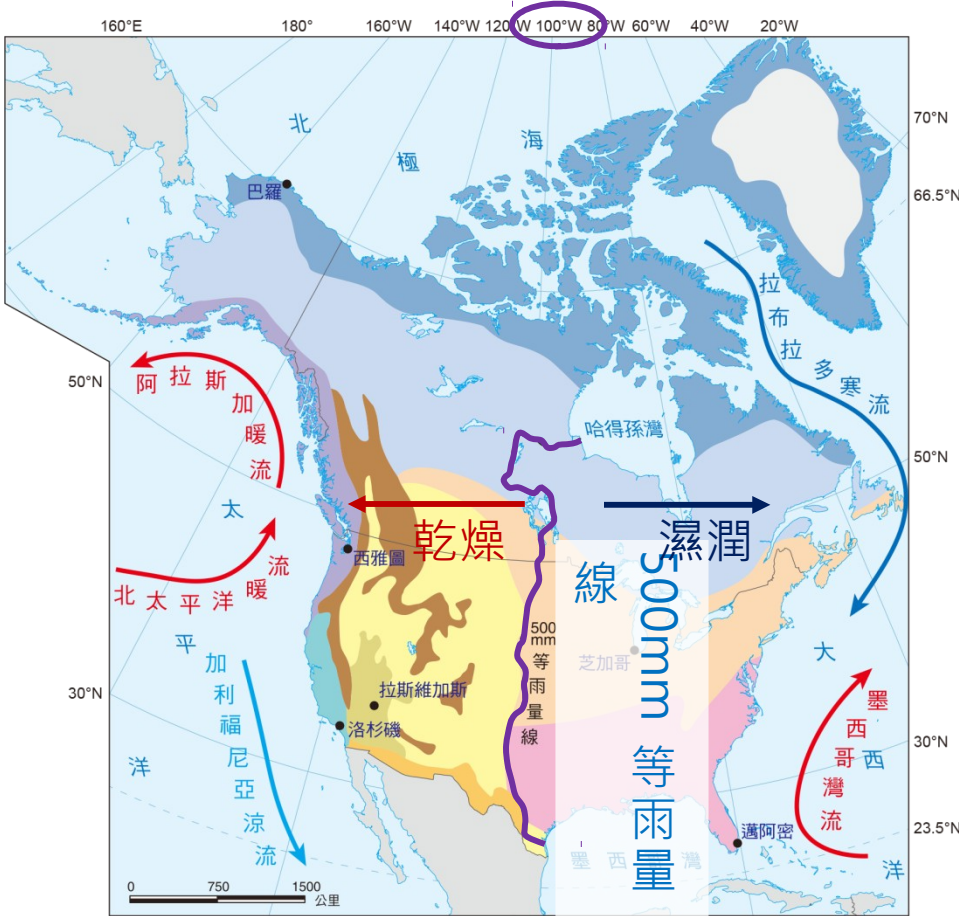 160°E 180° 160°W 140°W 120°W 100°W 80°W 60°W 40°W 20°W
70°N
66.5°N
50°N
30°N
23.5°N
50°N
30°N
北極海
巴羅
拉布拉多寒流
阿拉斯加暖流
哈得孫灣
太平洋
北太平洋暖流
乾燥
濕潤
西雅圖
500mm 等雨量線
500
mm
等雨量線
芝加哥
加利福尼亞涼流
拉斯維加斯
洛杉磯
大西洋
墨西哥灣流
邁阿密
墨西 灣
0 750 1500
公里